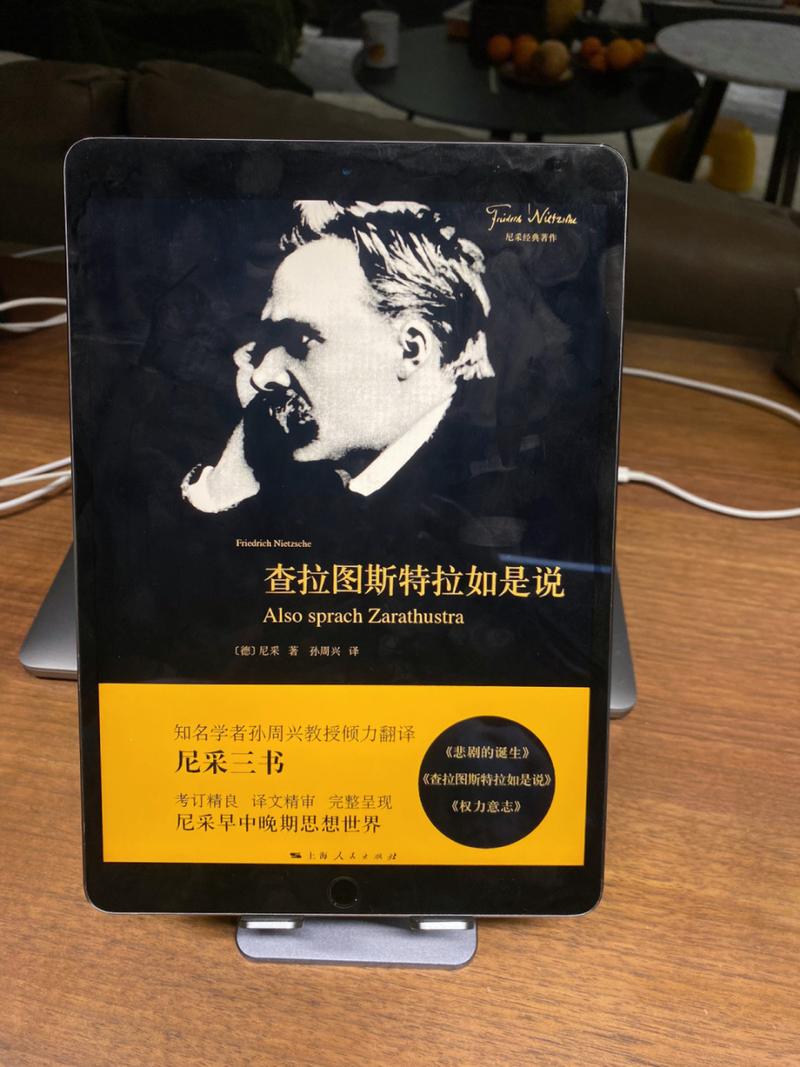 Friedrich Nietzsche
尼采经典著作
Friedrich Nietzsche
查拉图斯特拉如是说
Also sprach Zarathustra
〔德〕尼采 著 孙周兴 译
知名学者孙周兴教授倾力翻译
尼采三书
考订精良 译文精审 完整呈现
尼采早中晚期思想世界
《悲剧的诞生》
《查拉图斯特拉如是说》
《权力意志》
上海人民出版社